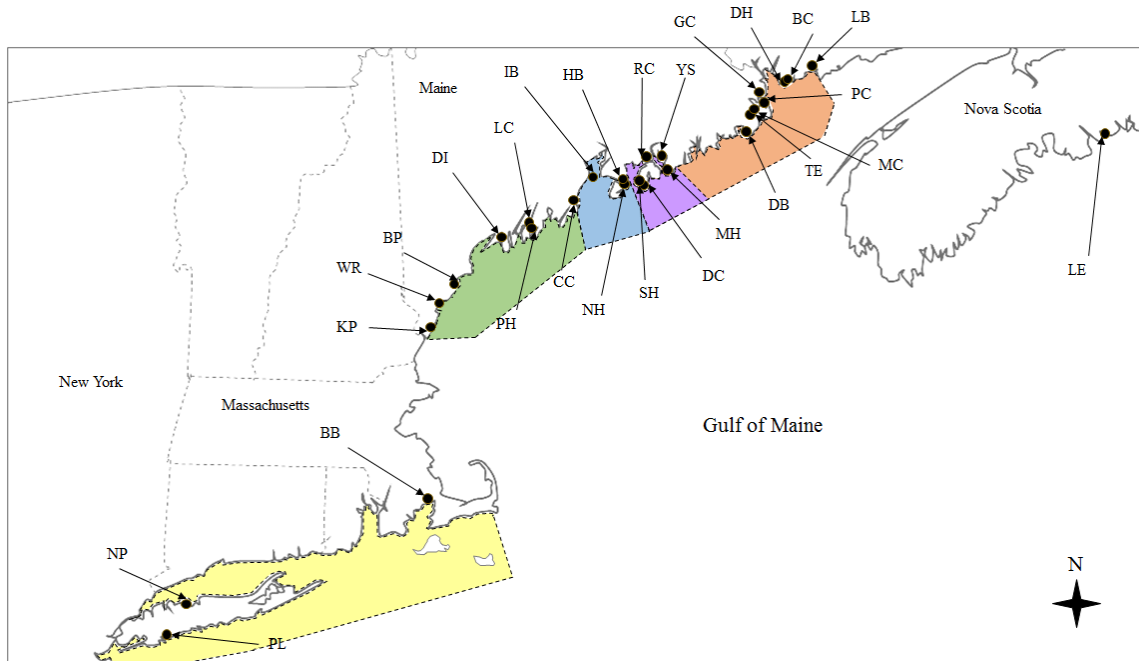 DH
BC
LB
GC
RC
YS
HB
IB
Maine
PC
Nova Scotia
LC
DI
TE
MC
DB
MH
BP
WR
CC
DC
LE
NH
SH
KP
PH
New York
Massachusetts
Gulf of Maine
BB
NP
N
PL